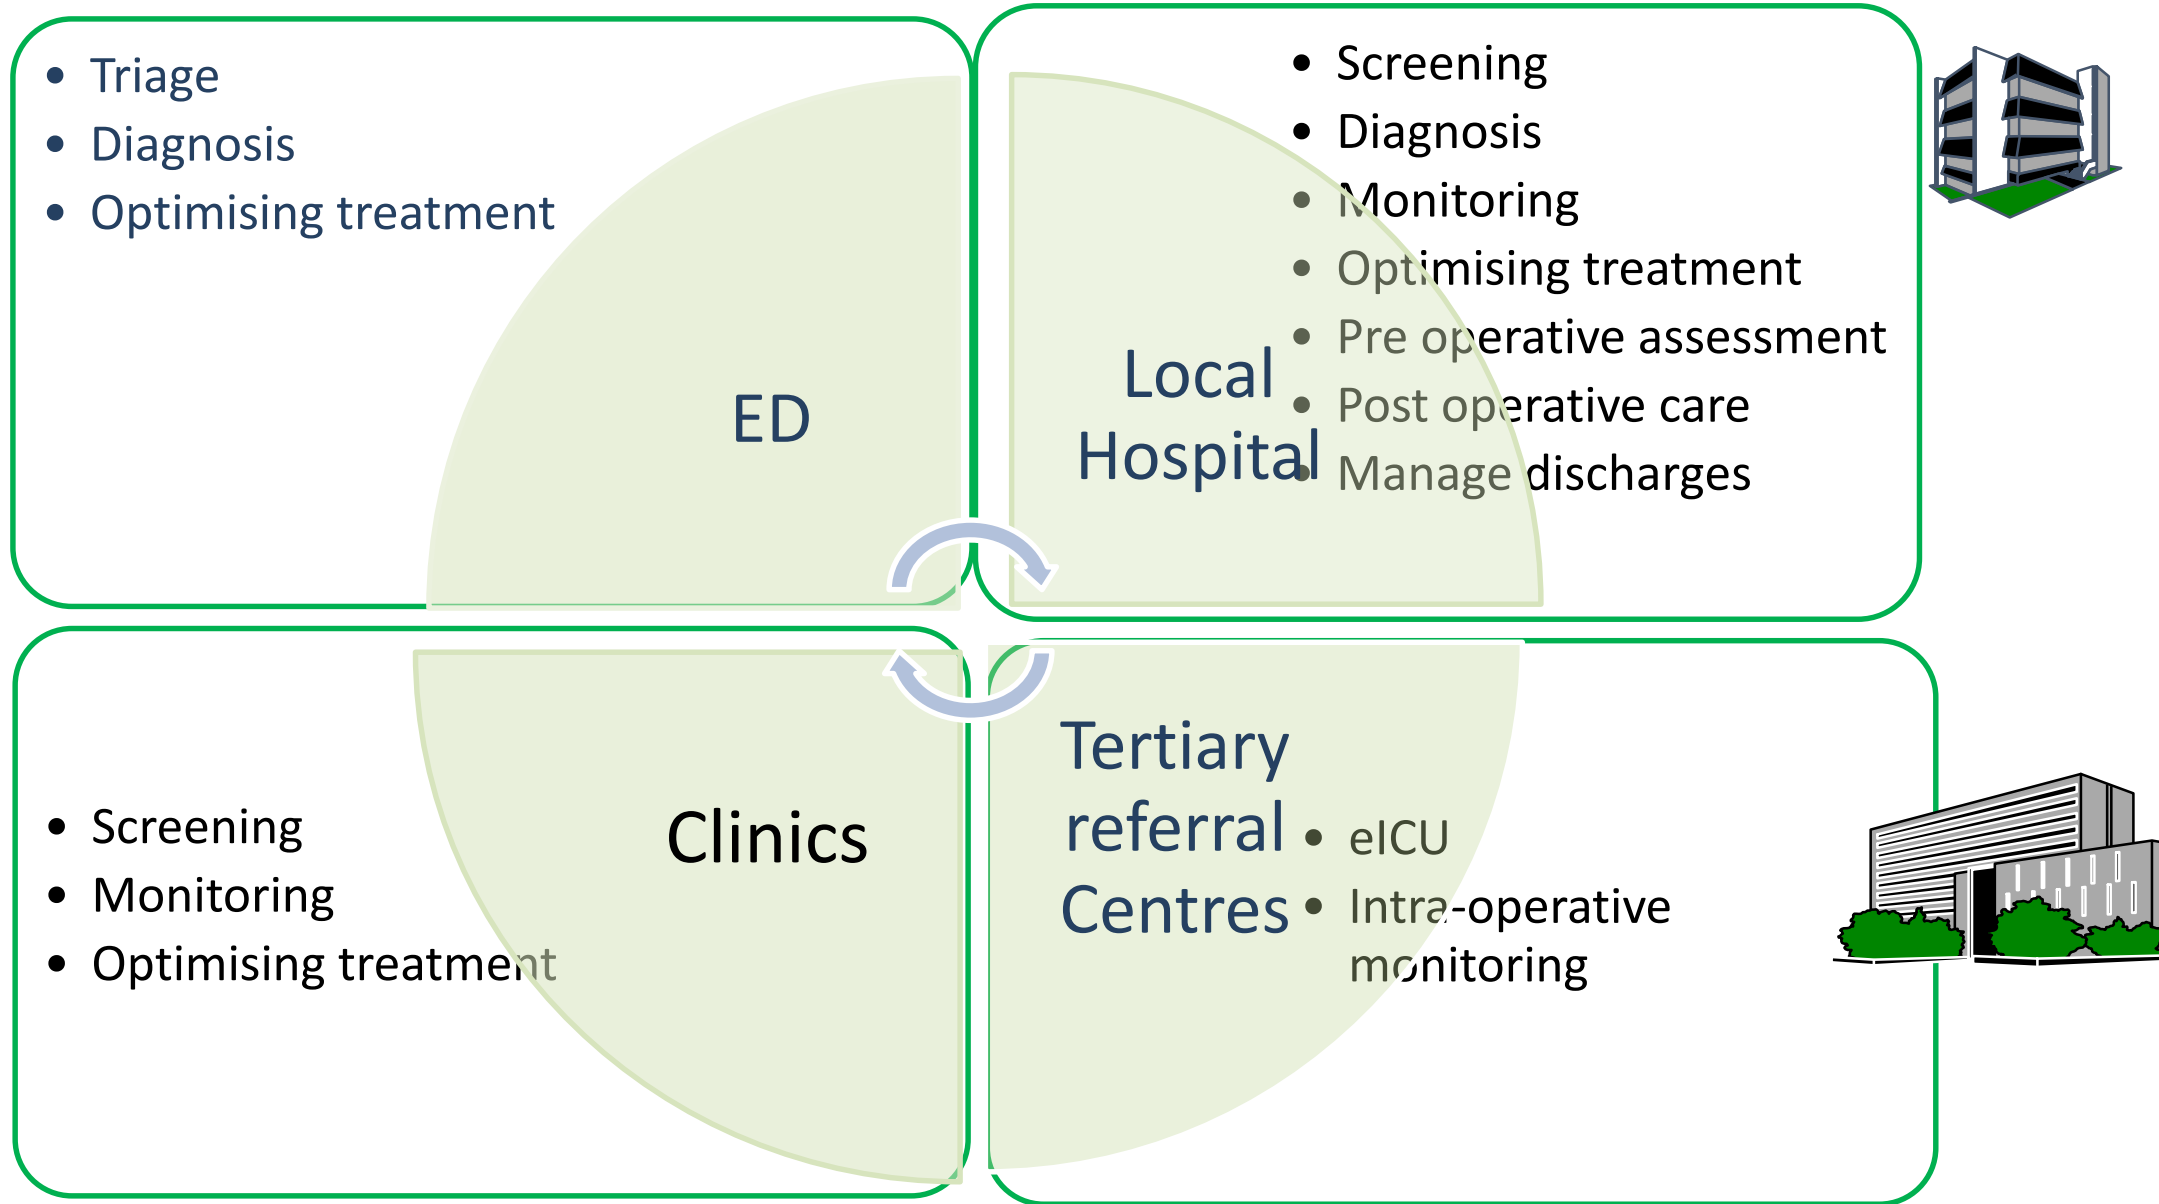 • Triage
• Diagnosis
• Optimising treatment
ED
• Screening
• Diagnosis
• Monitoring
• Optimising treatment
• Pre operative assessment
• Post operative care
• Manage discharges
Local
Hospital
• Screening
• Monitoring
• Optimising treatment
Clinics
Tertiary
referral
Centres
• eICU
• Intra-operative
monitoring